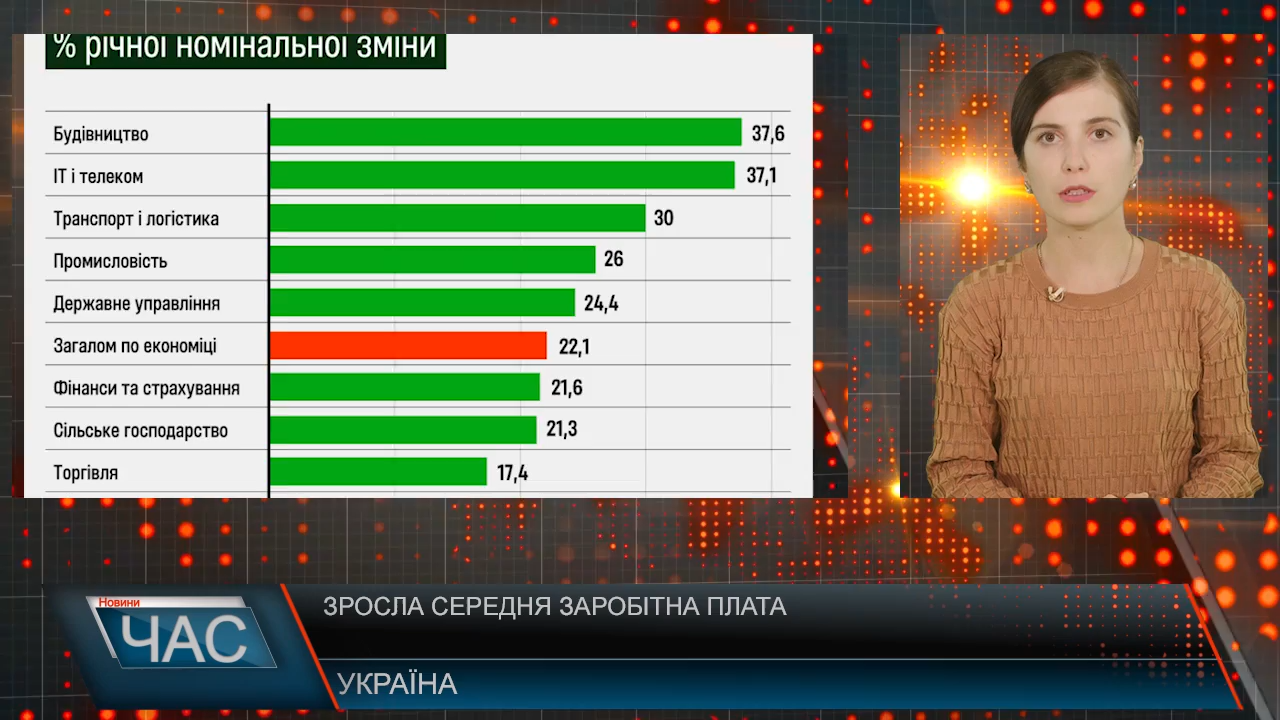 % річної номінальної зміни
Будівництво 37,6
ІТ і телеком 37,1
Транспорт і логістика 30
Промисловість 26
Державне управління 24,4
Загалом по економіці 22,1
Фінанси та страхування 21,6
Сільське господарство 21,3
Торгівля 17,4
Новини
ЧАС
ЗРОСЛА СЕРЕДНЯ ЗАРОБІТНА ПЛАТА
УКРАЇНА